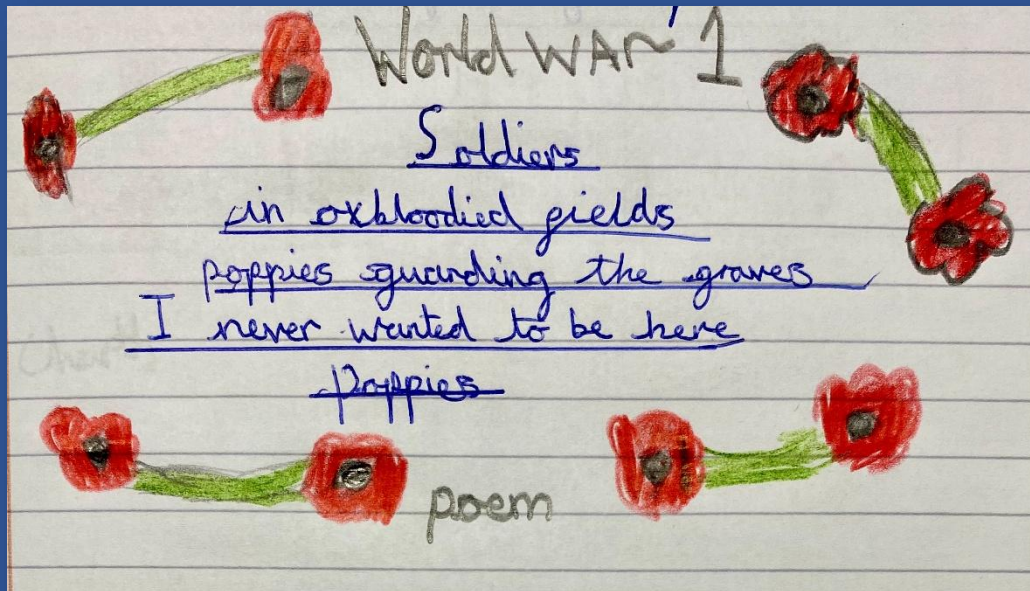 World WAr 1
Soldiers
in oxbloodied fields
poppies guarding the graves
I never wanted to be here
poppies
poem